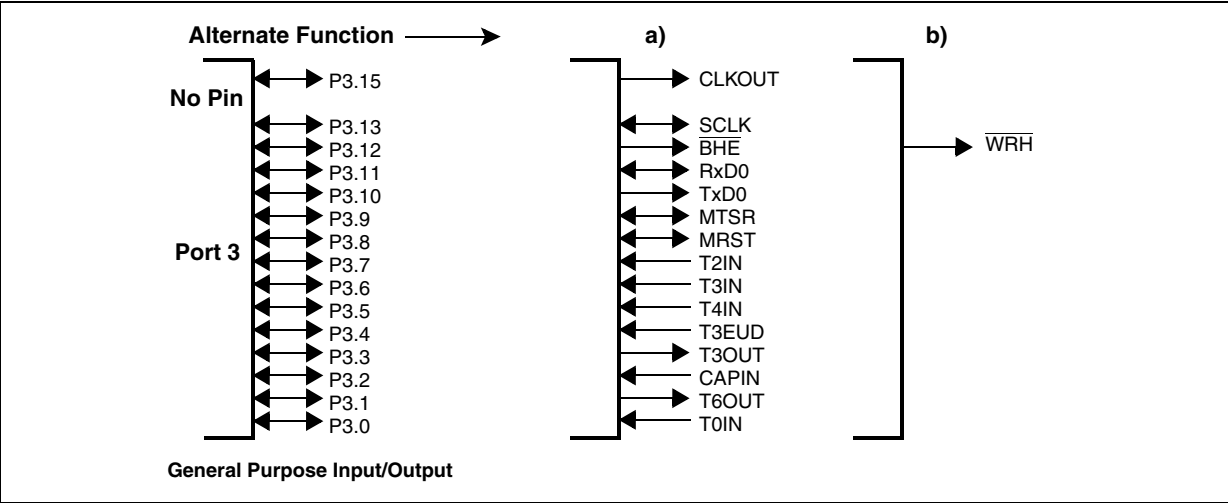 Alternate Function a) b)
P3.15 CLKOUT
No Pin
P3.13 SCLK
P3.12 BHE WRH
P3.11 RxD0
P3.10 TxD0
P3.9 MTSR
P3.8 MRST
Port 3
P3.7 T2IN
P3.6 T3IN
P3.5 T4IN
P3.4 T3EUD
P3.3 T3OUT
P3.2 CAPIN
P3.1 T6OUT
P3.0 T0IN
General Purpose Input/Output